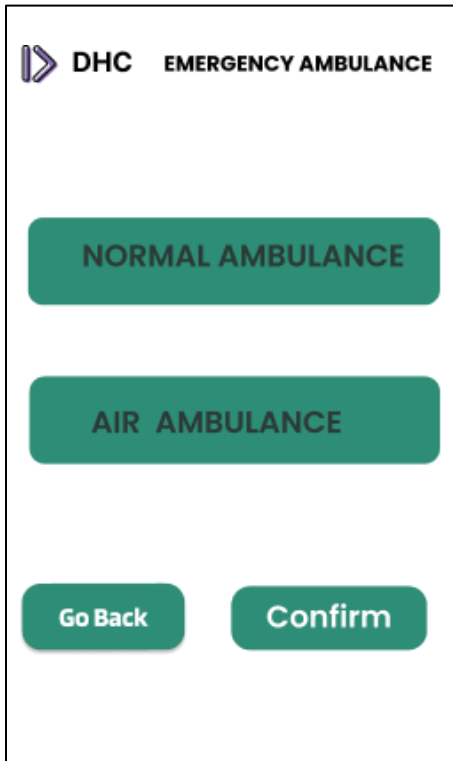 DHC EMERGENCY AMBULANCE
NORMAL AMBULANCE
AIR AMBULANCE
Go Back Confirm